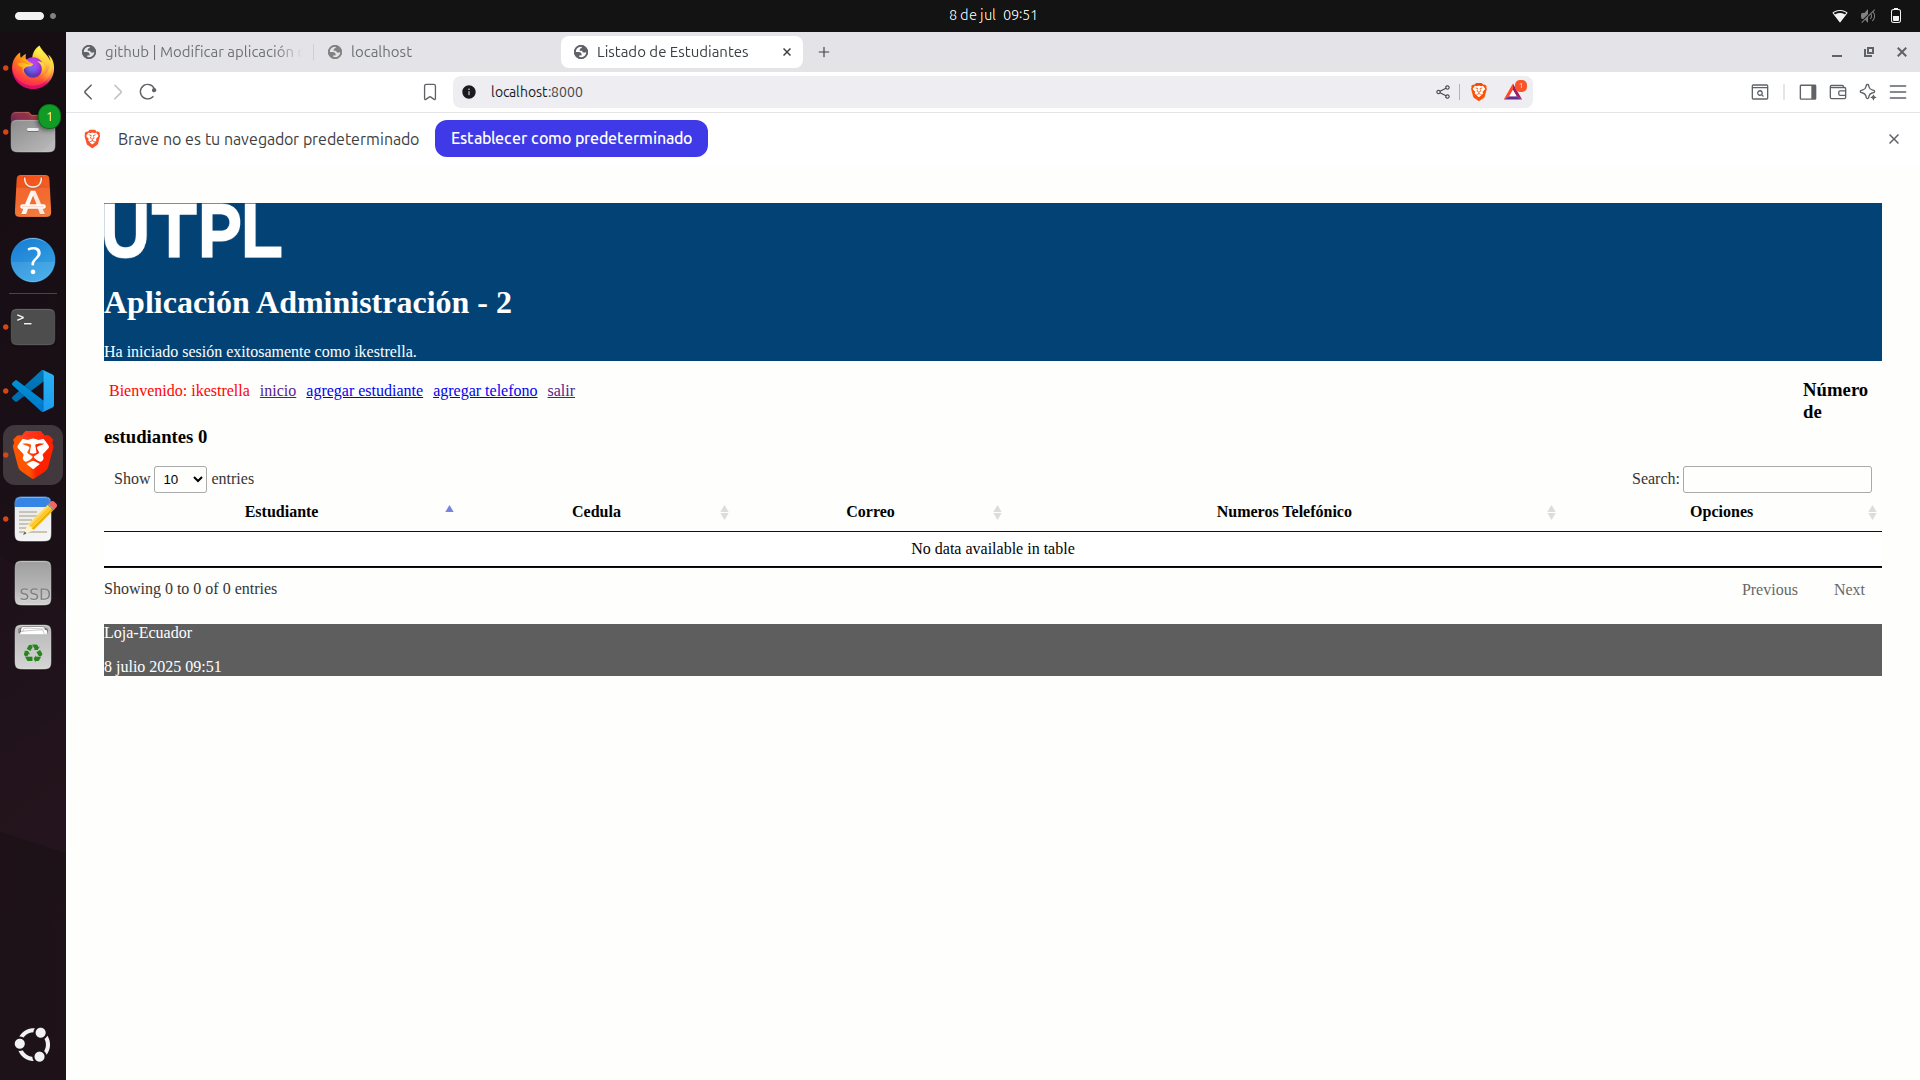 8 de jul 09:51
github | Modificar aplicación
localhost
Listado de Estudiantes
localhost:8000
1
1
Brave no es tu navegador predeterminado
Establecer como predeterminado
UTPL
Aplicación Administración - 2
Ha iniciado sesión exitosamente como ikestrella.
Bienvenido: ikestrella inicio agregar estudiante agregar telefono salir
Número
de
estudiantes 0
Show 10 entries
Search:
Estudiante Cedula Correo Numeros Telefónico Opciones
No data available in table
Showing 0 to 0 of 0 entries
Previous Next
Loja-Ecuador
8 julio 2025 09:51
SSD